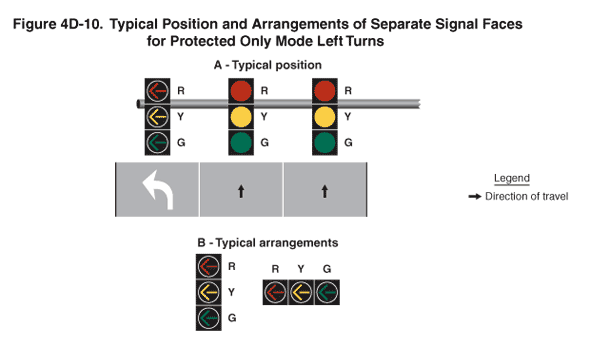 Figure 4D-10. Typical Position and Arrangements of Separate Signal Faces
for Protected Only Mode Left Turns
A - Typical position
R R R
Y Y Y
G G G
Legend
Direction of travel
B - Typical arrangements
R
Y
G
R Y G